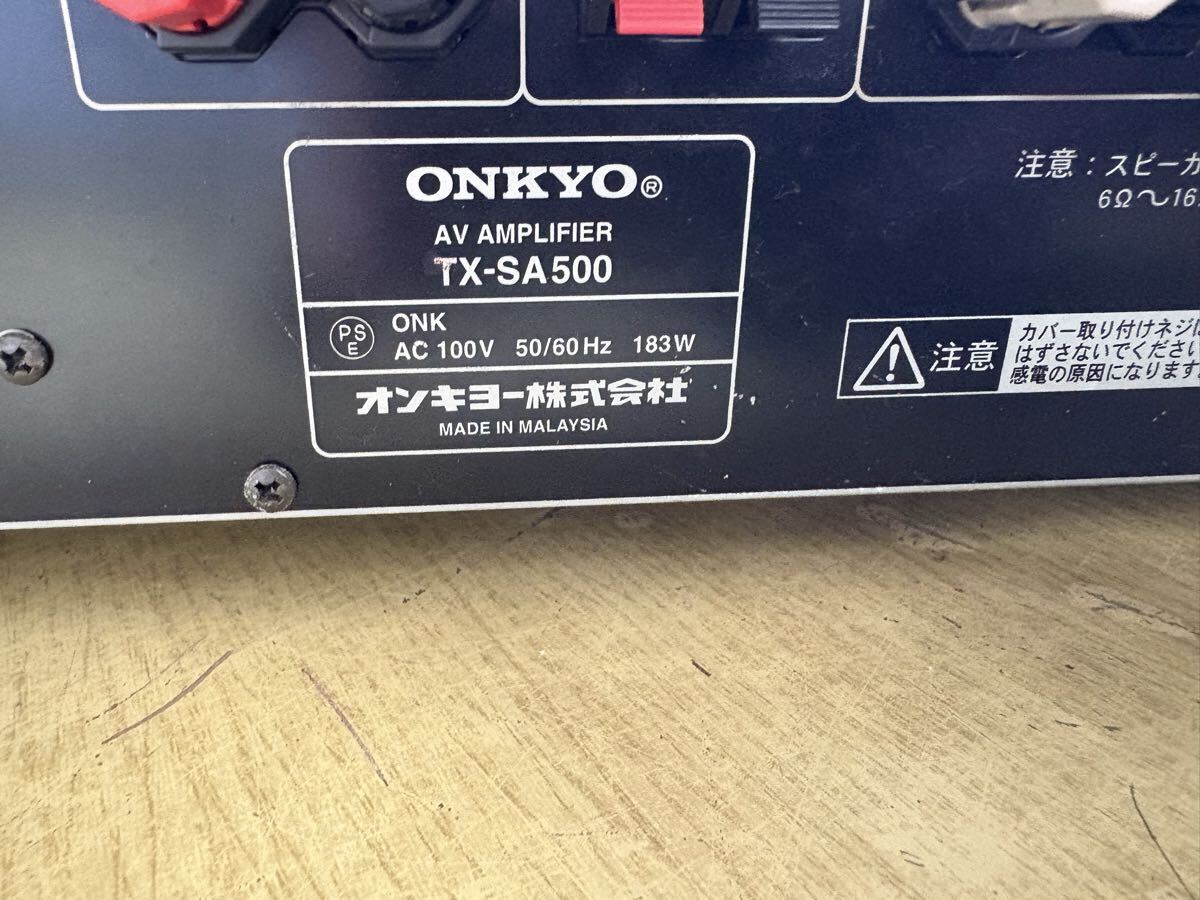 ONKYO®
AV AMPLIFIER
TX-SA500
PS
E
ONK
AC 100V 50/60Hz 183W
オンキヨー株式会社
MADE IN MALAYSIA
注意：スピーカ
6Ω～16
注意
カバー取り付けネジは
はずさないでください
感電の原因になります